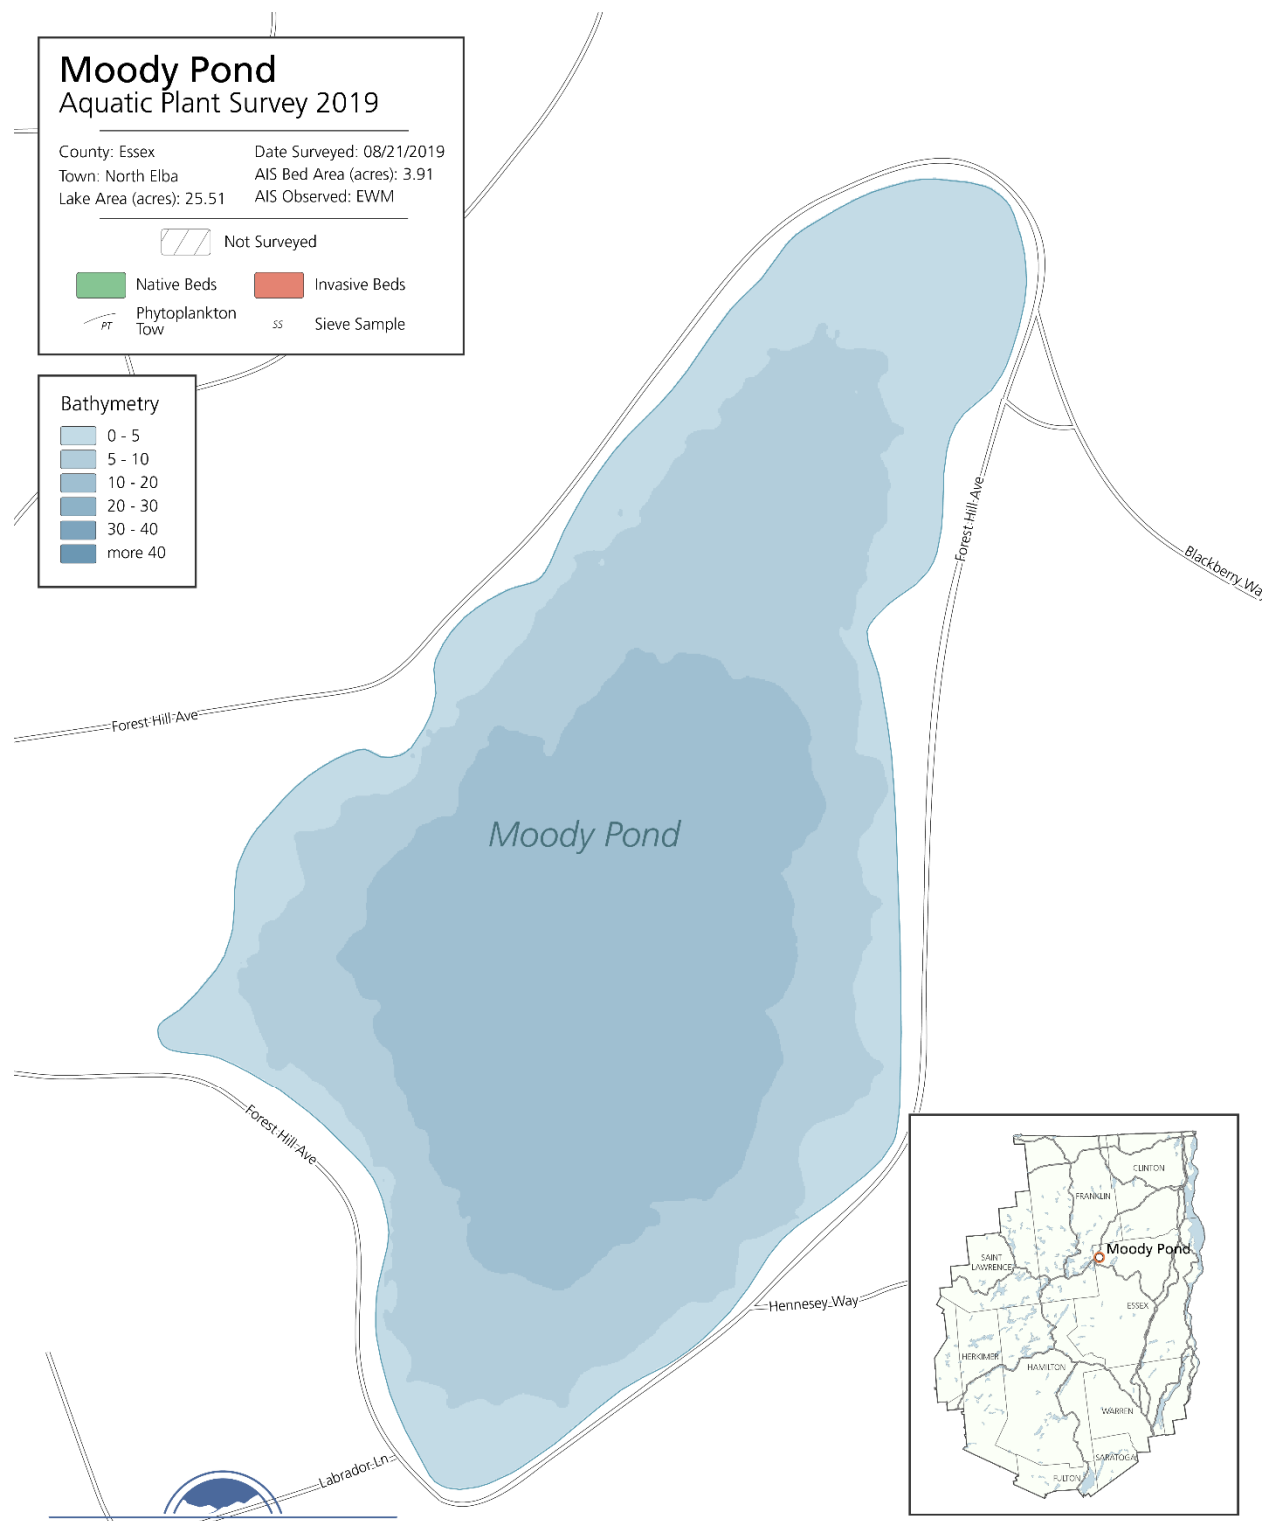 Moody Pond
Aquatic Plant Survey 2019
County: Essex
Town: North Elba
Lake Area (acres): 25.51
Date Surveyed: 08/21/2019
AIS Bed Area (acres): 3.91
AIS Observed: EWM
Not Surveyed
Native Beds
Invasive Beds
PT
Phytoplankton
Tow
SS
Sieve Sample
Bathymetry
0 - 5
5 - 10
10 - 20
20 - 30
30 - 40
more 40
Forest Hill Ave
Blackberry Way
Forest Hill Ave
Moody Pond
Forest Hill Ave
Hennesey Way
Labrador Ln
CLINTON
FRANKLIN
Moody Pond
SAINT
LAWRENCE
ESSEX
HERKIMER
HAMILTON
WARREN
SARATOGA
FULTON